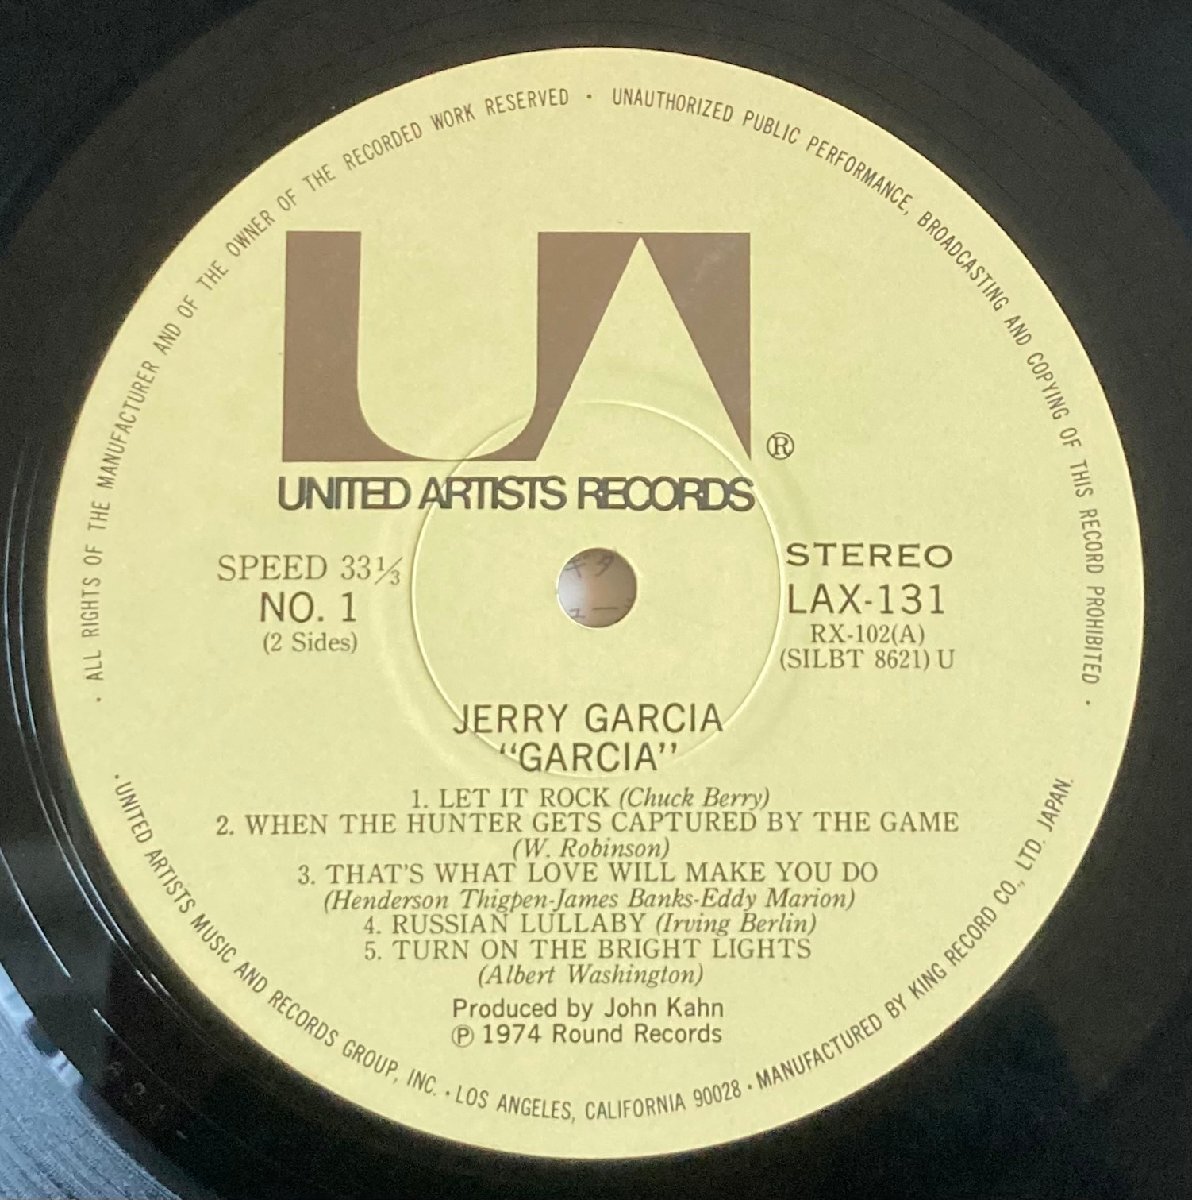 · ALL RIGHTS OF THE MANUFACTURER AND OF THE OWNER OF THE RECORDED WORK RESERVED · UNAUTHORIZED PUBLIC PERFORMANCE, BROADCASTING AND COPYING OF THIS RECORD PROHIBITED ·
UA ®
UNITED ARTISTS RECORDS
SPEED 33⅓
NO. 1
(2 Sides)
STEREO
LAX-131
RX-102(A)
(SILBT 8621) U
JERRY GARCIA
"GARCIA"
1. LET IT ROCK (Chuck Berry)
2. WHEN THE HUNTER GETS CAPTURED BY THE GAME
(W. Robinson)
3. THAT'S WHAT LOVE WILL MAKE YOU DO
(Henderson Thigpen-James Banks-Eddy Marion)
4. RUSSIAN LULLABY (Irving Berlin)
5. TURN ON THE BRIGHT LIGHTS
(Albert Washington)
Produced by John Kahn
℗ 1974 Round Records
· UNITED ARTISTS MUSIC AND RECORDS GROUP, INC. · LOS ANGELES, CALIFORNIA 90028 · MANUFACTURED BY KING RECORD CO., LTD. JAPAN.